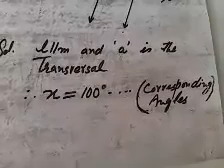 Sol. l||m and 'a' is the
transversal
∴ x = 100° .... (Corresponding
Angles)